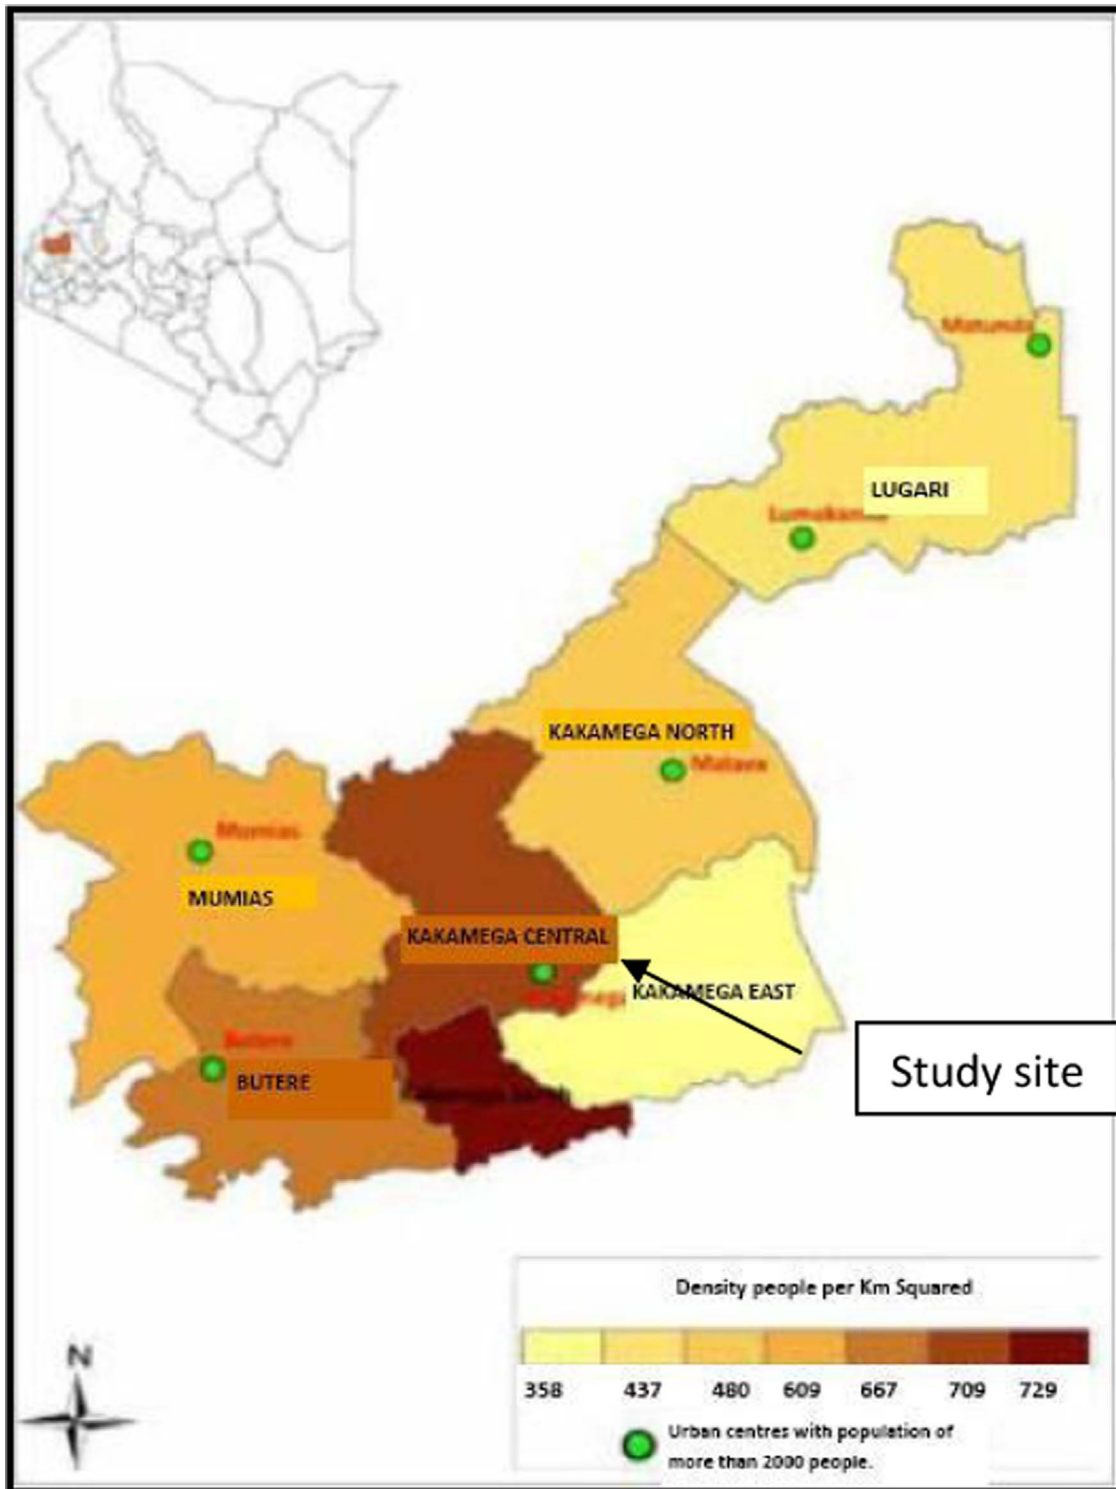 Matunda
LUGARI
KAKAMEGA NORTH
Malava
Mumias
MUMIAS
KAKAMEGA CENTRAL
KAKAMEGA EAST
Butere
BUTERE
Study site
Density people per Km Squared
358 437 480 609 667 709 729
N
Urban centres with population of
more than 2000 people.